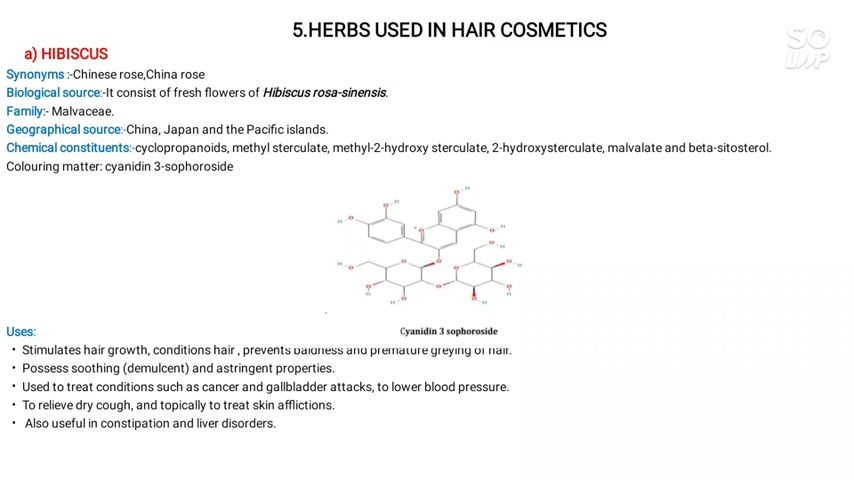 5.HERBS USED IN HAIR COSMETICS
a) HIBISCUS
Synonyms :-Chinese rose,China rose
Biological source:-It consist of fresh flowers of Hibiscus rosa-sinensis.
Family:- Malvaceae.
Geographical source:-China, Japan and the Pacific islands.
Chemical constituents:-cyclopropanoids, methyl sterculate, methyl-2-hydroxy sterculate, 2-hydroxysterculate, malvalate and beta-sitosterol.
Colouring matter: cyanidin 3-sophoroside
Cyanidin 3 sophoroside
Uses:
• Stimulates hair growth, conditions hair , prevents baldness and premature greying of hair.
• Possess soothing (demulcent) and astringent properties.
• Used to treat conditions such as cancer and gallbladder attacks, to lower blood pressure.
• To relieve dry cough, and topically to treat skin afflictions.
• Also useful in constipation and liver disorders.